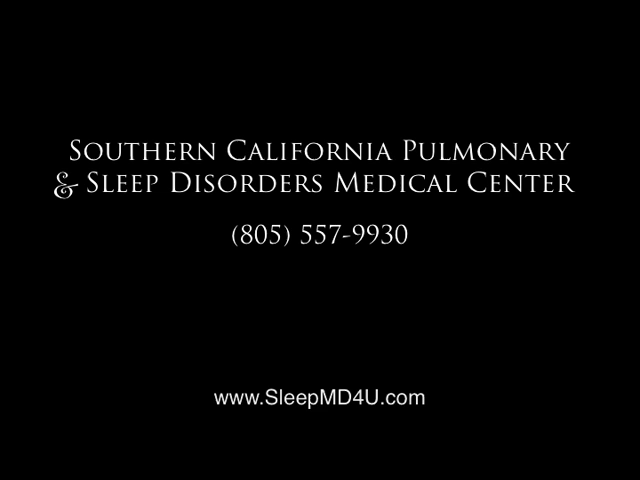 Southern California Pulmonary
& Sleep Disorders Medical Center
(805) 557-9930
www.SleepMD4U.com